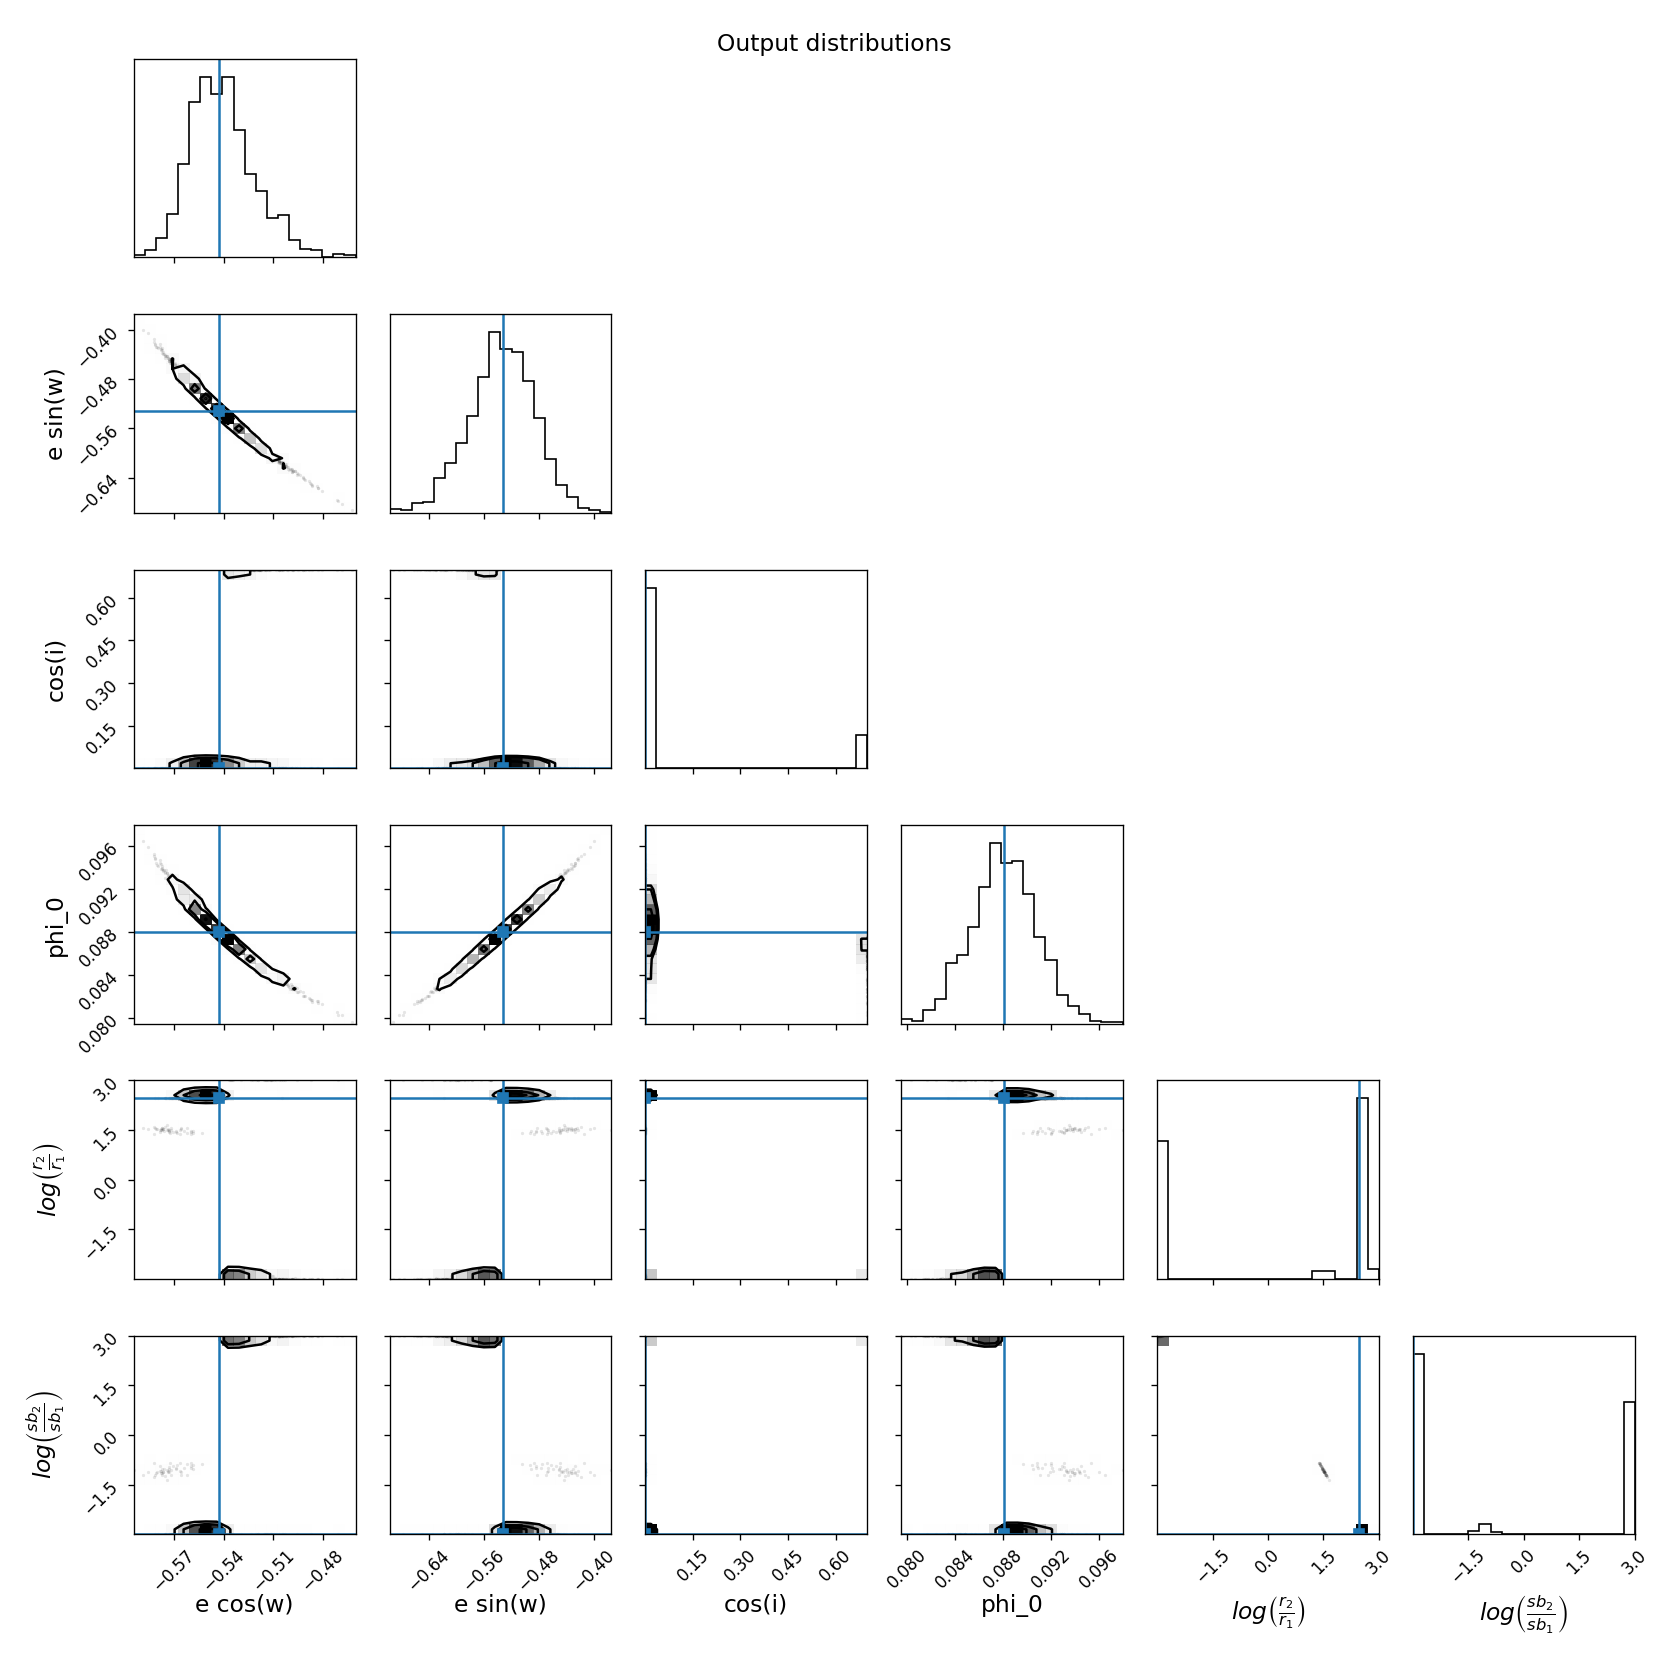 Output distributions
e sin(w)
−0.40
−0.48
−0.56
−0.64
cos(i)
0.60
0.45
0.30
0.15
phi_0
0.096
0.092
0.088
0.084
0.080
log(r₂/r₁)
3.0
1.5
0.0
−1.5
log(sb₂/sb₁)
3.0
1.5
0.0
−1.5
−0.57 −0.54 −0.51 −0.48
−0.64 −0.56 −0.48 −0.40
0.15 0.30 0.45 0.60
0.080 0.084 0.088 0.092 0.096
−1.5 0.0 1.5 3.0
−1.5 0.0 1.5 3.0
e cos(w)
e sin(w)
cos(i)
phi_0
log(r₂/r₁)
log(sb₂/sb₁)